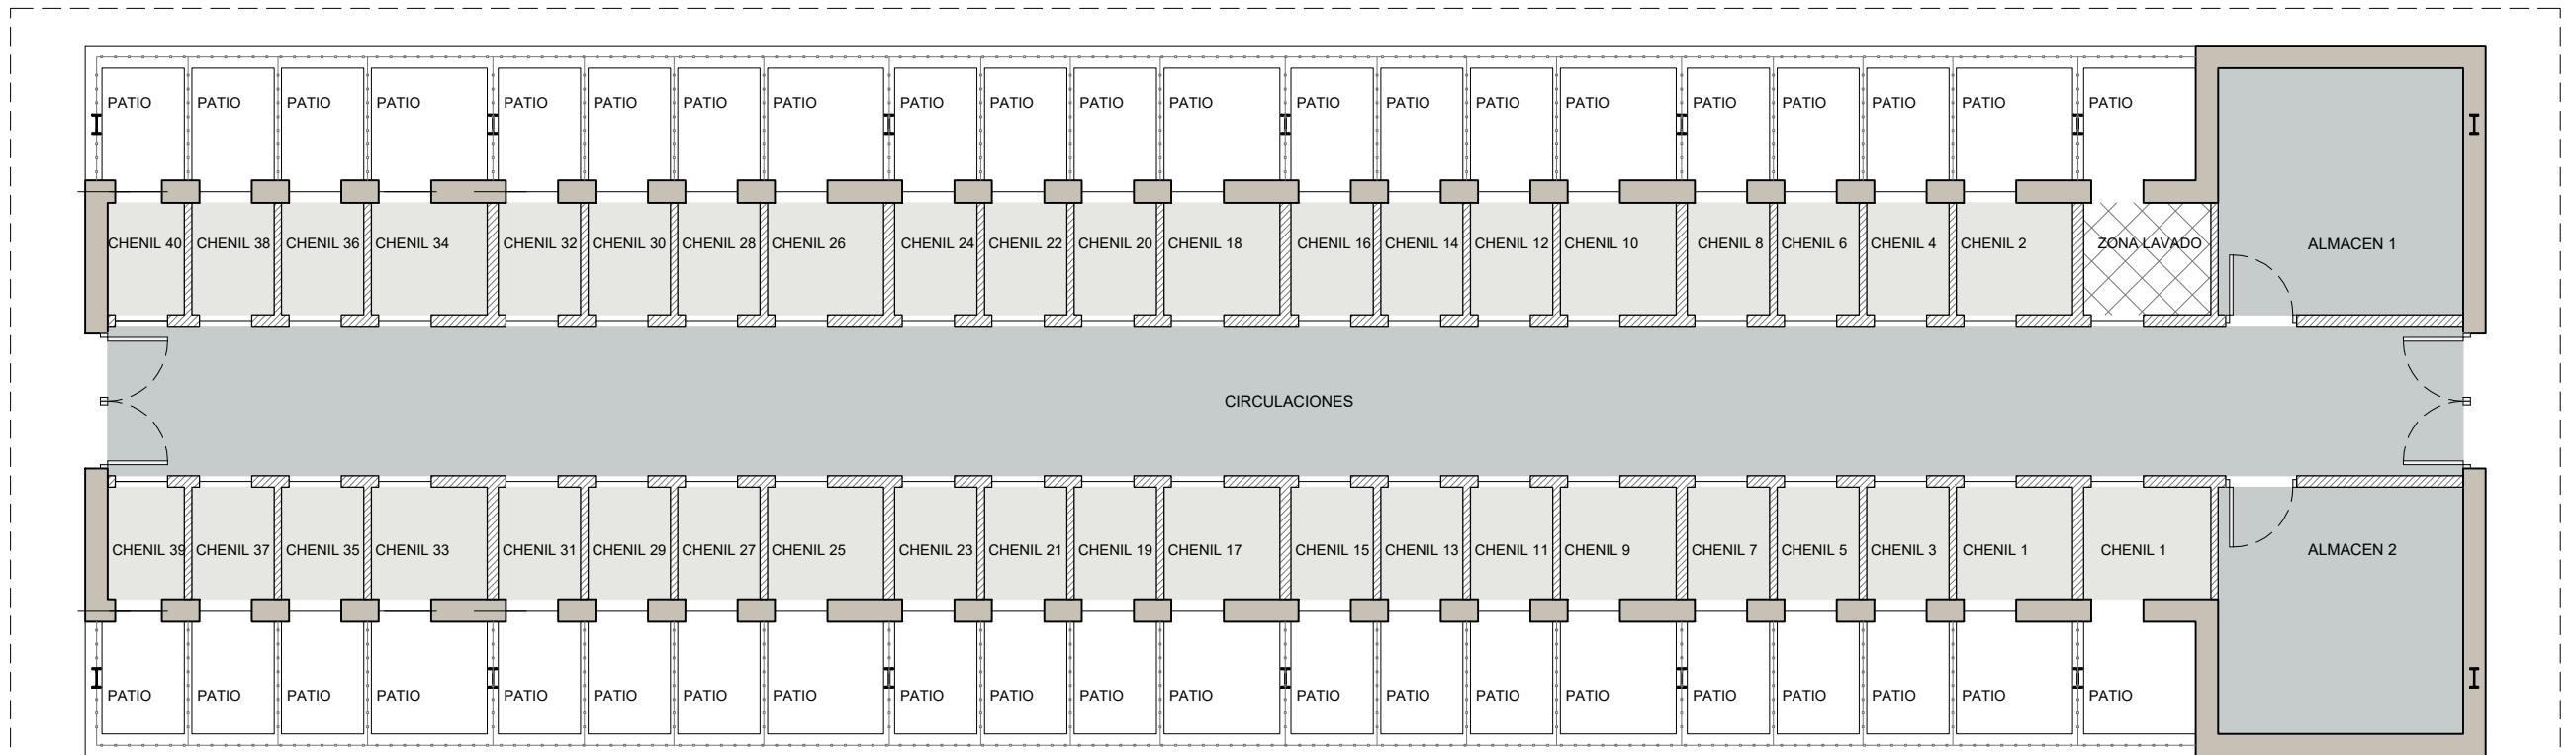 PATIO PATIO PATIO PATIO PATIO PATIO PATIO PATIO PATIO PATIO PATIO PATIO PATIO PATIO PATIO PATIO PATIO PATIO PATIO PATIO PATIO
CHENIL 40 CHENIL 38 CHENIL 36 CHENIL 34 CHENIL 32 CHENIL 30 CHENIL 28 CHENIL 26 CHENIL 24 CHENIL 22 CHENIL 20 CHENIL 18 CHENIL 16 CHENIL 14 CHENIL 12 CHENIL 10 CHENIL 8 CHENIL 6 CHENIL 4 CHENIL 2 ZONA LAVADO ALMACEN 1
CIRCULACIONES
CHENIL 39 CHENIL 37 CHENIL 35 CHENIL 33 CHENIL 31 CHENIL 29 CHENIL 27 CHENIL 25 CHENIL 23 CHENIL 21 CHENIL 19 CHENIL 17 CHENIL 15 CHENIL 13 CHENIL 11 CHENIL 9 CHENIL 7 CHENIL 5 CHENIL 3 CHENIL 1 CHENIL 1 ALMACEN 2
PATIO PATIO PATIO PATIO PATIO PATIO PATIO PATIO PATIO PATIO PATIO PATIO PATIO PATIO PATIO PATIO PATIO PATIO PATIO PATIO PATIO